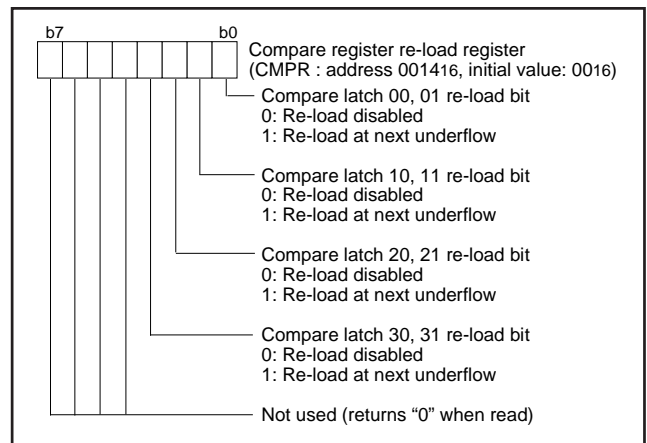 b7 b0
Compare register re-load register
(CMPR : address 001416, initial value: 0016)
Compare latch 00, 01 re-load bit
0: Re-load disabled
1: Re-load at next underflow
Compare latch 10, 11 re-load bit
0: Re-load disabled
1: Re-load at next underflow
Compare latch 20, 21 re-load bit
0: Re-load disabled
1: Re-load at next underflow
Compare latch 30, 31 re-load bit
0: Re-load disabled
1: Re-load at next underflow
Not used (returns “0” when read)